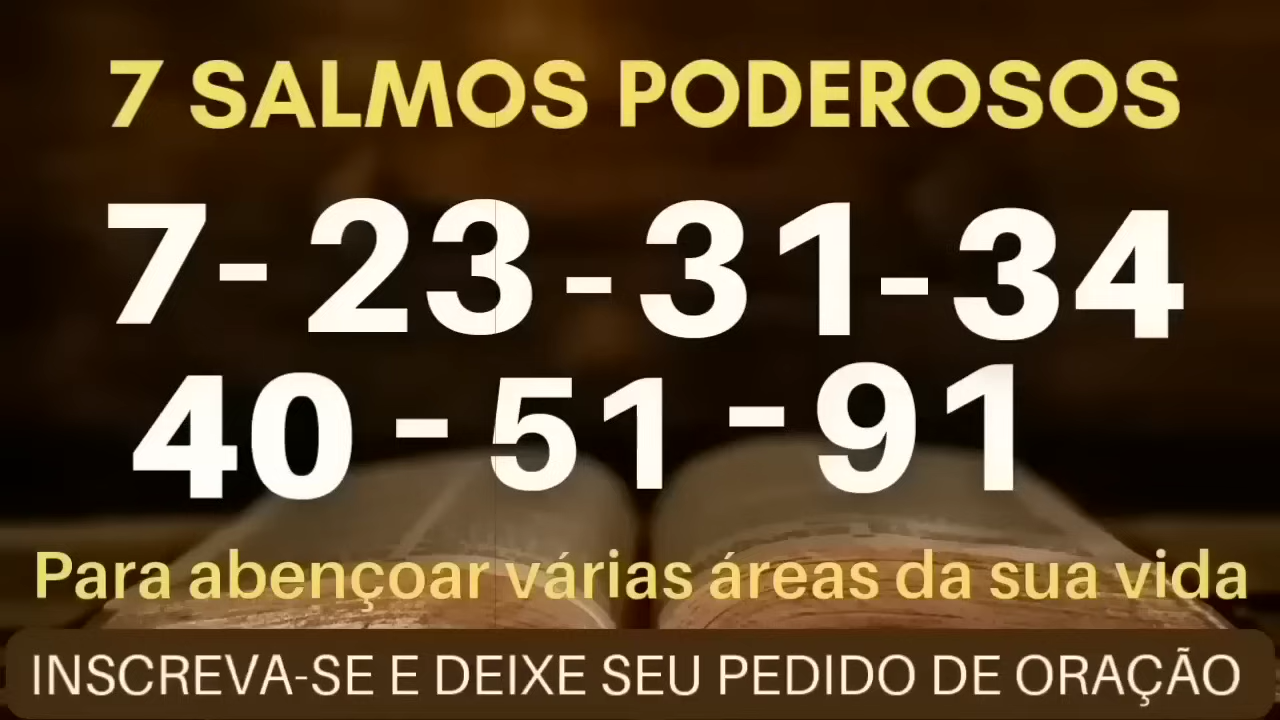 7 SALMOS PODEROSOS
7- 23 - 31 - 34
40 - 51 - 91
Para abençoar várias áreas da sua vida
INSCREVA-SE E DEIXE SEU PEDIDO DE ORAÇÃO